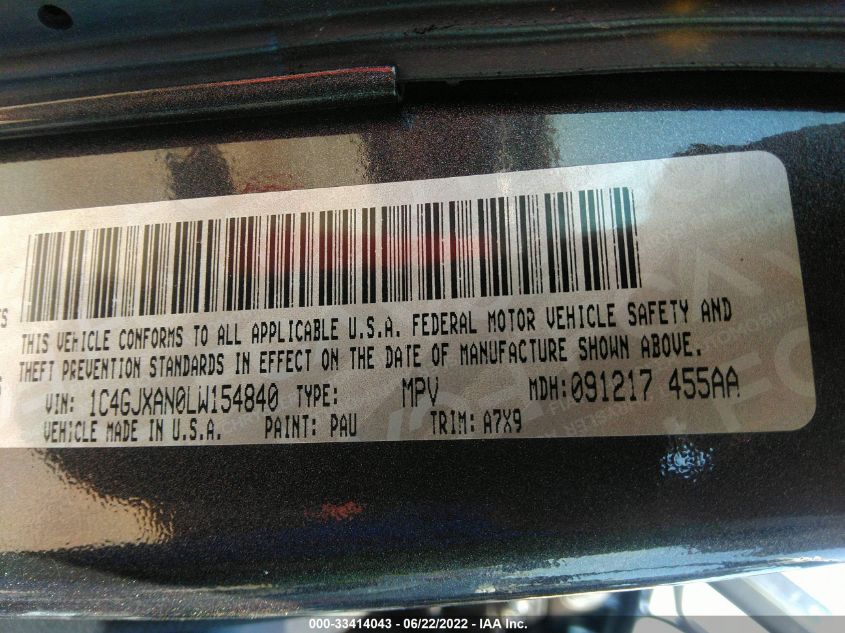 THIS VEHICLE CONFORMS TO ALL APPLICABLE U.S.A. FEDERAL MOTOR VEHICLE SAFETY AND
THEFT PREVENTION STANDARDS IN EFFECT ON THE DATE OF MANUFACTURE SHOWN ABOVE.
VIN: 1C4GJXAN0LW154840 TYPE: MPV MDH:091217 455AA
VEHICLE MADE IN U.S.A. PAINT: PAU TRIM: A7X9
000-33414043 - 06/22/2022 - IAA Inc.